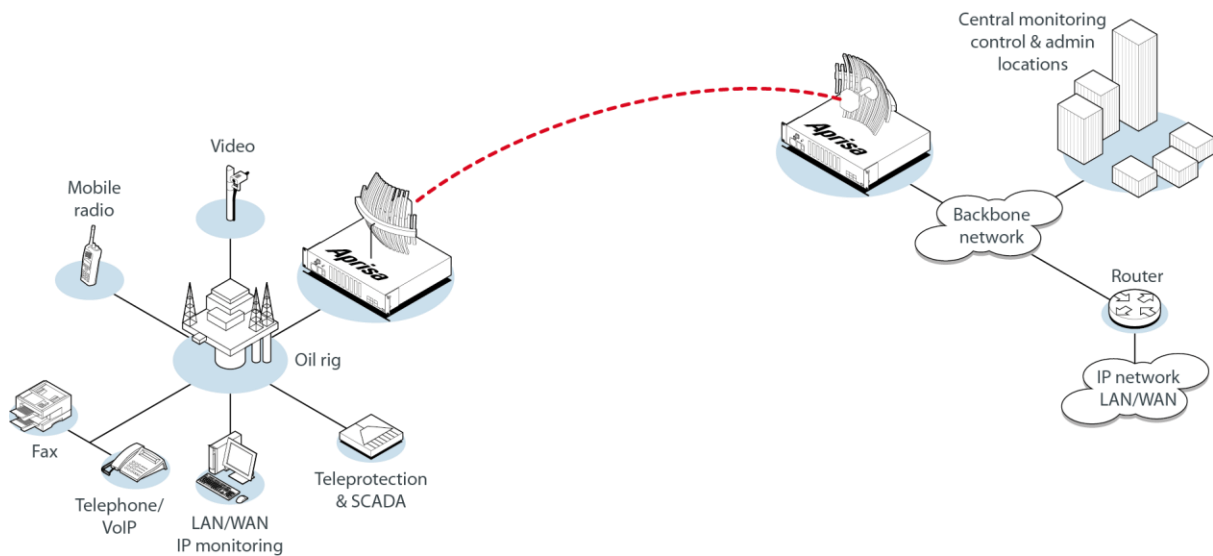 Central monitoring
control & admin
locations
Aprisa
Video
Mobile
radio
Aprisa
Backbone
network
Router
Oil rig
IP network
LAN/WAN
Fax
Telephone/
VoIP
LAN/WAN
IP monitoring
Teleprotection
& SCADA